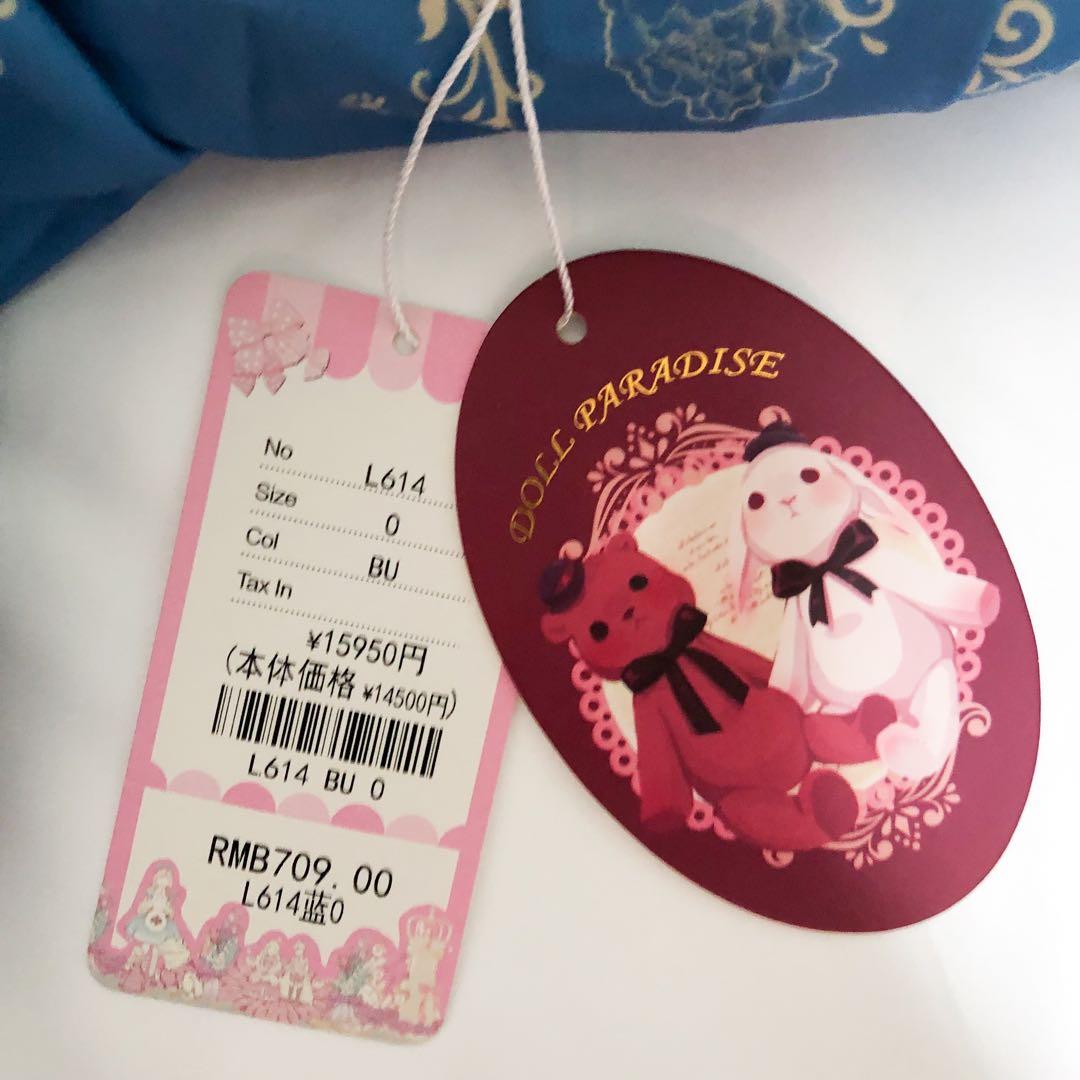 No L614
Size 0
Col BU
Tax In
¥15950円
(本体価格 ¥14500円)
L614 BU 0
RMB709.00
L614蓝0
DOLL PARADISE